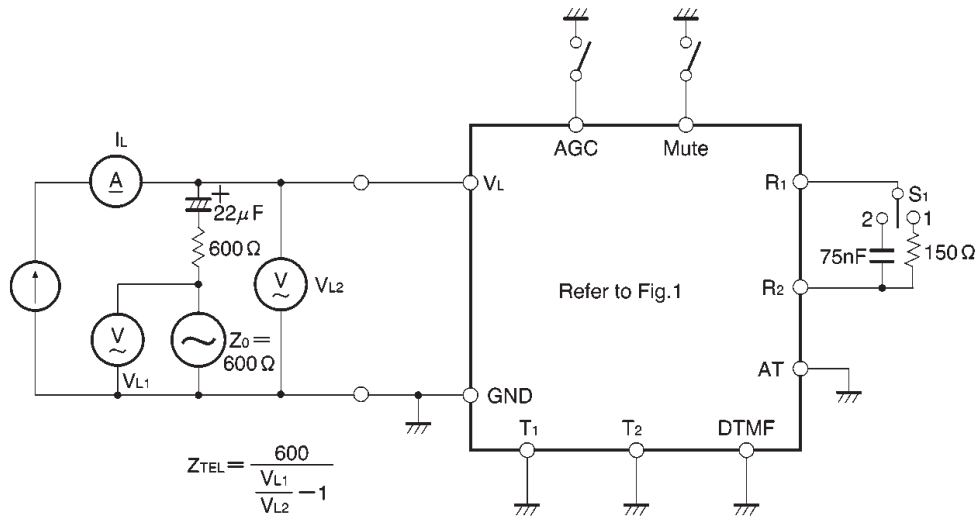 AGC
Mute
IL
A
VL
R1
S1
22μF
+
2
1
600Ω
75nF
150Ω
V
VL2
Refer to Fig.1
R2
V
Z0=
600Ω
VL1
AT
GND
T1
T2
DTMF
ZTEL= 600
VL1
VL2
−1